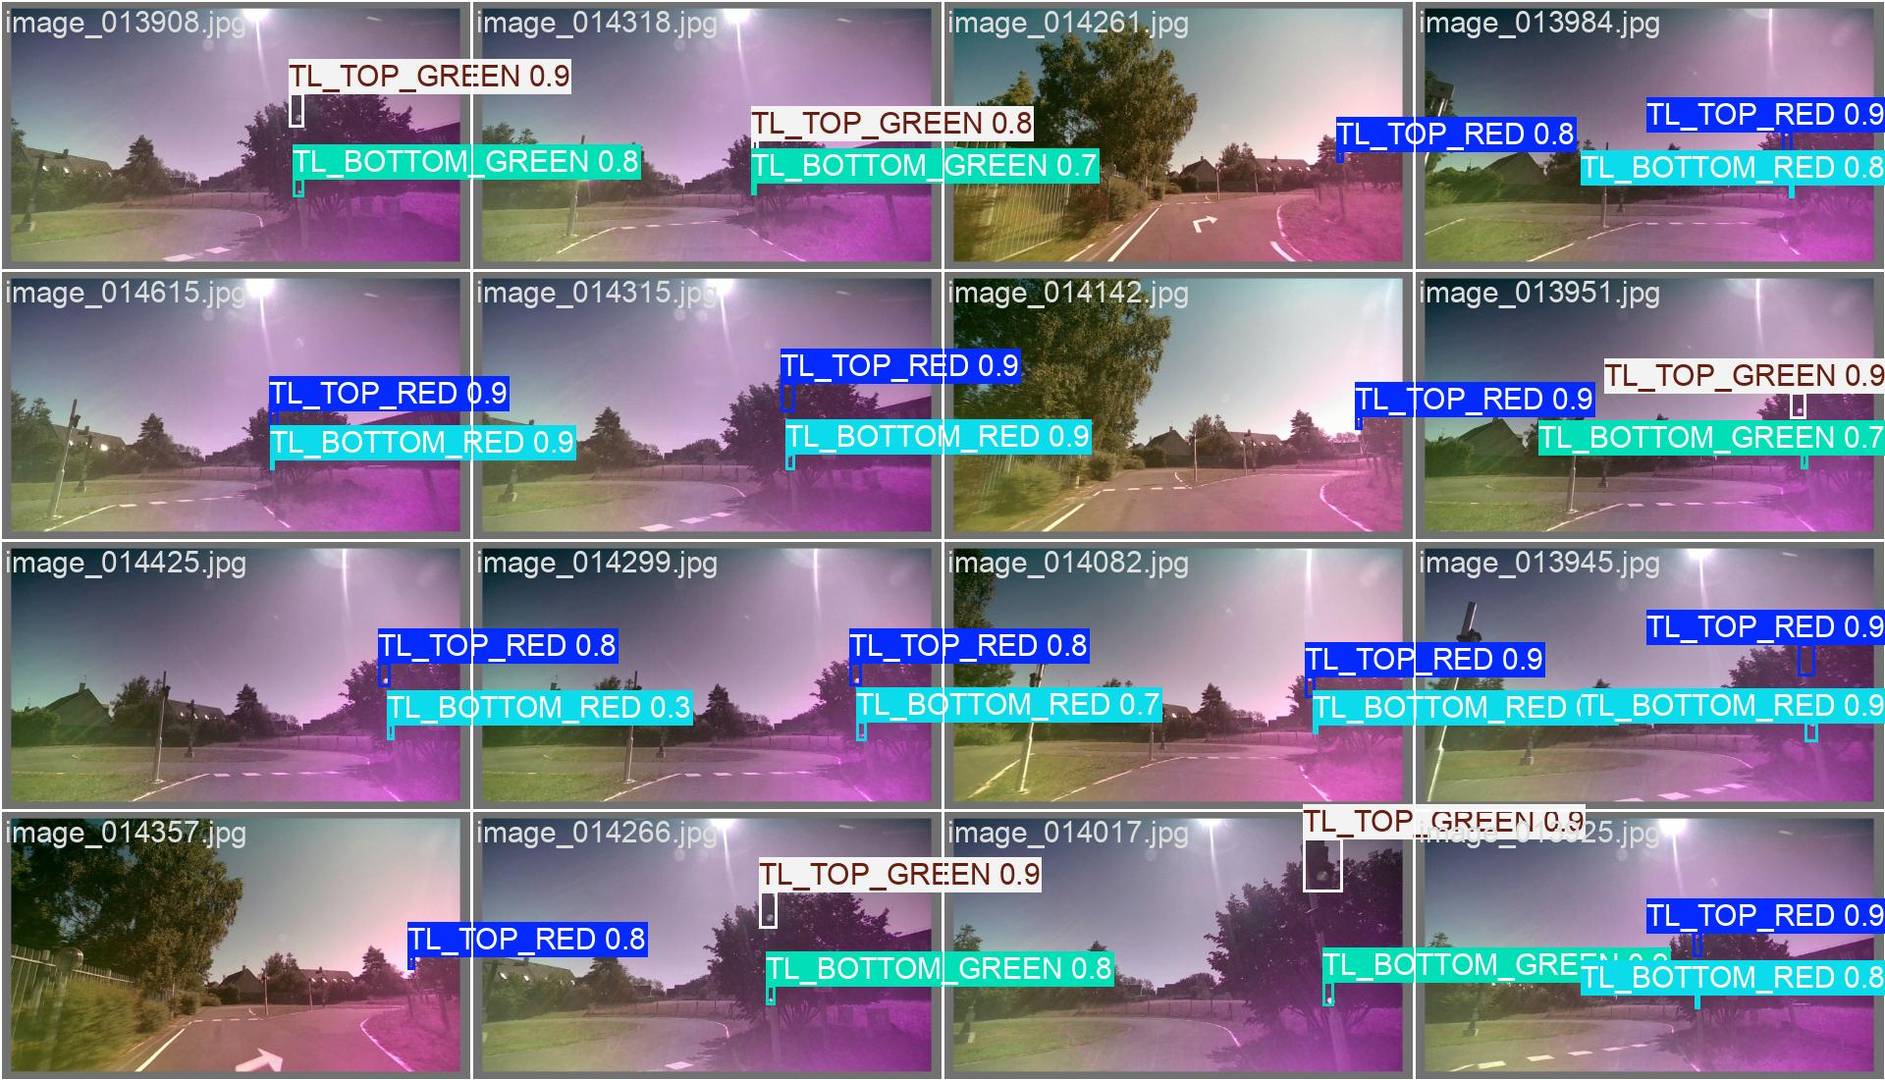 image_013908.jpg
TL_TOP_GREEN 0.9
TL_BOTTOM_GREEN 0.8
image_014318.jpg
TL_TOP_GREEN 0.8
TL_BOTTOM_GREEN 0.7
image_014261.jpg
TL_TOP_RED 0.8
image_013984.jpg
TL_TOP_RED 0.9
TL_BOTTOM_RED 0.8
image_014615.jpg
TL_TOP_RED 0.9
TL_BOTTOM_RED 0.9
image_014315.jpg
TL_TOP_RED 0.9
TL_BOTTOM_RED 0.9
image_014142.jpg
TL_TOP_RED 0.9
image_013951.jpg
TL_TOP_GREEN 0.9
TL_BOTTOM_GREEN 0.7
image_014425.jpg
TL_TOP_RED 0.8
TL_BOTTOM_RED 0.3
image_014299.jpg
TL_TOP_RED 0.8
TL_BOTTOM_RED 0.7
image_014082.jpg
TL_TOP_RED 0.9
TL_BOTTOM_RED
image_013945.jpg
TL_TOP_RED 0.9
TL_BOTTOM_RED 0.9
image_014357.jpg
TL_TOP_RED 0.8
image_014266.jpg
TL_TOP_GREEN 0.9
TL_BOTTOM_GREEN 0.8
image_014017.jpg
TL_TOP_GREEN 0.9
TL_BOTTOM_GREEN
TL_TOP_RED 0.9
TL_BOTTOM_RED 0.8